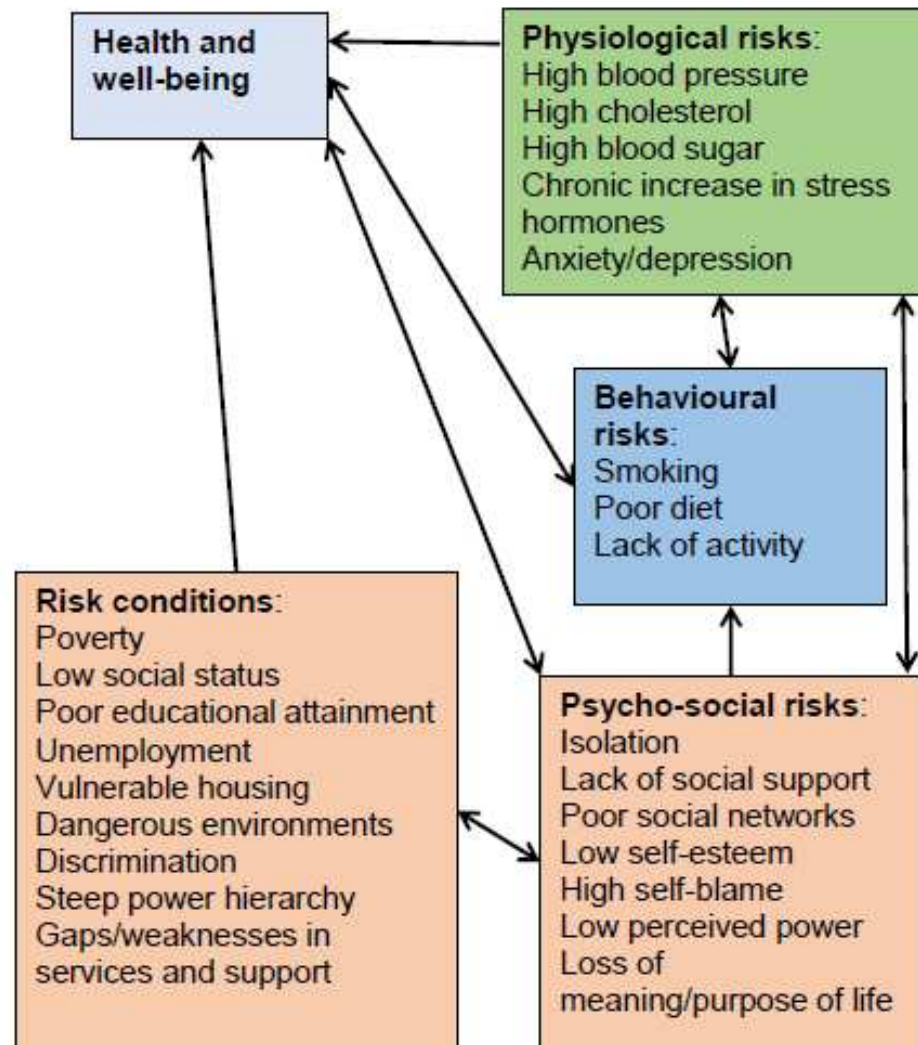 Health and
well-being
Physiological risks:
High blood pressure
High cholesterol
High blood sugar
Chronic increase in stress
hormones
Anxiety/depression
Behavioural
risks:
Smoking
Poor diet
Lack of activity
Risk conditions:
Poverty
Low social status
Poor educational attainment
Unemployment
Vulnerable housing
Dangerous environments
Discrimination
Steep power hierarchy
Gaps/weaknesses in
services and support
Psycho-social risks:
Isolation
Lack of social support
Poor social networks
Low self-esteem
High self-blame
Low perceived power
Loss of
meaning/purpose of life